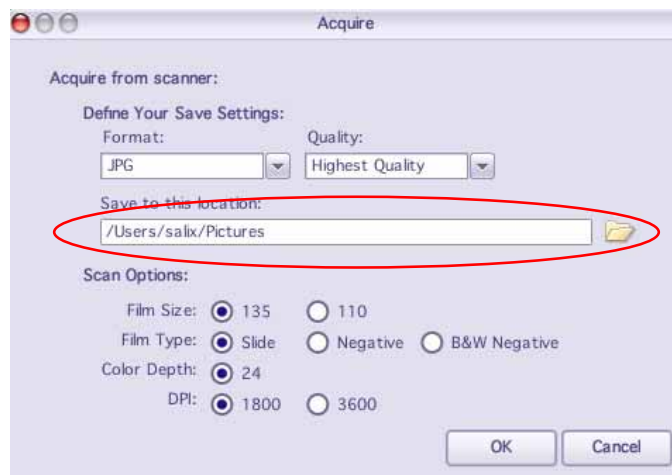 Acquire
Acquire from scanner:
Define Your Save Settings:
Format: Quality:
JPG Highest Quality
Save to this location:
/Users/salix/Pictures
Scan Options:
Film Size: 135 110
Film Type: Slide Negative B&W Negative
Color Depth: 24
DPI: 1800 3600
OK Cancel